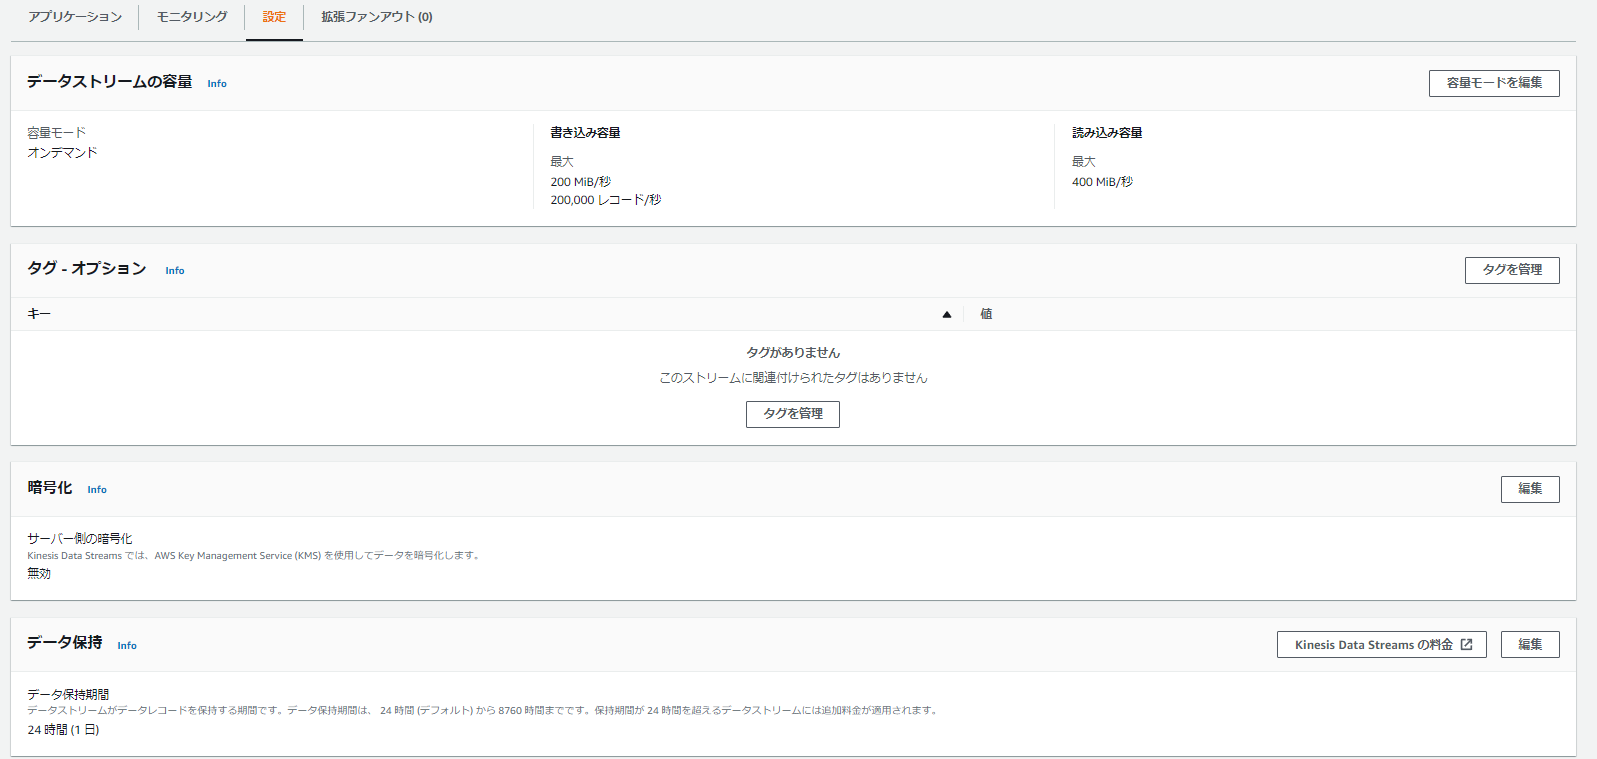 アプリケーション
モニタリング
設定
拡張ファンアウト (0)
データストリームの容量 Info
容量モードを編集
容量モード
オンデマンド
書き込み容量
最大
200 MiB/秒
200,000 レコード/秒
読み込み容量
最大
400 MiB/秒
タグ - オプション Info
タグを管理
キー
値
タグがありません
このストリームに関連付けられたタグはありません
タグを管理
暗号化 Info
編集
サーバー側の暗号化
Kinesis Data Streams では、AWS Key Management Service (KMS) を使用してデータを暗号化します。
無効
データ保持 Info
Kinesis Data Streams の料金
編集
データ保持期間
データストリームがデータレコードを保持する期間です。データ保持期間は、 24 時間 (デフォルト) から 8760 時間までです。保持期間が 24 時間を超えるデータストリームには追加料金が適用されます。
24 時間 (1 日)